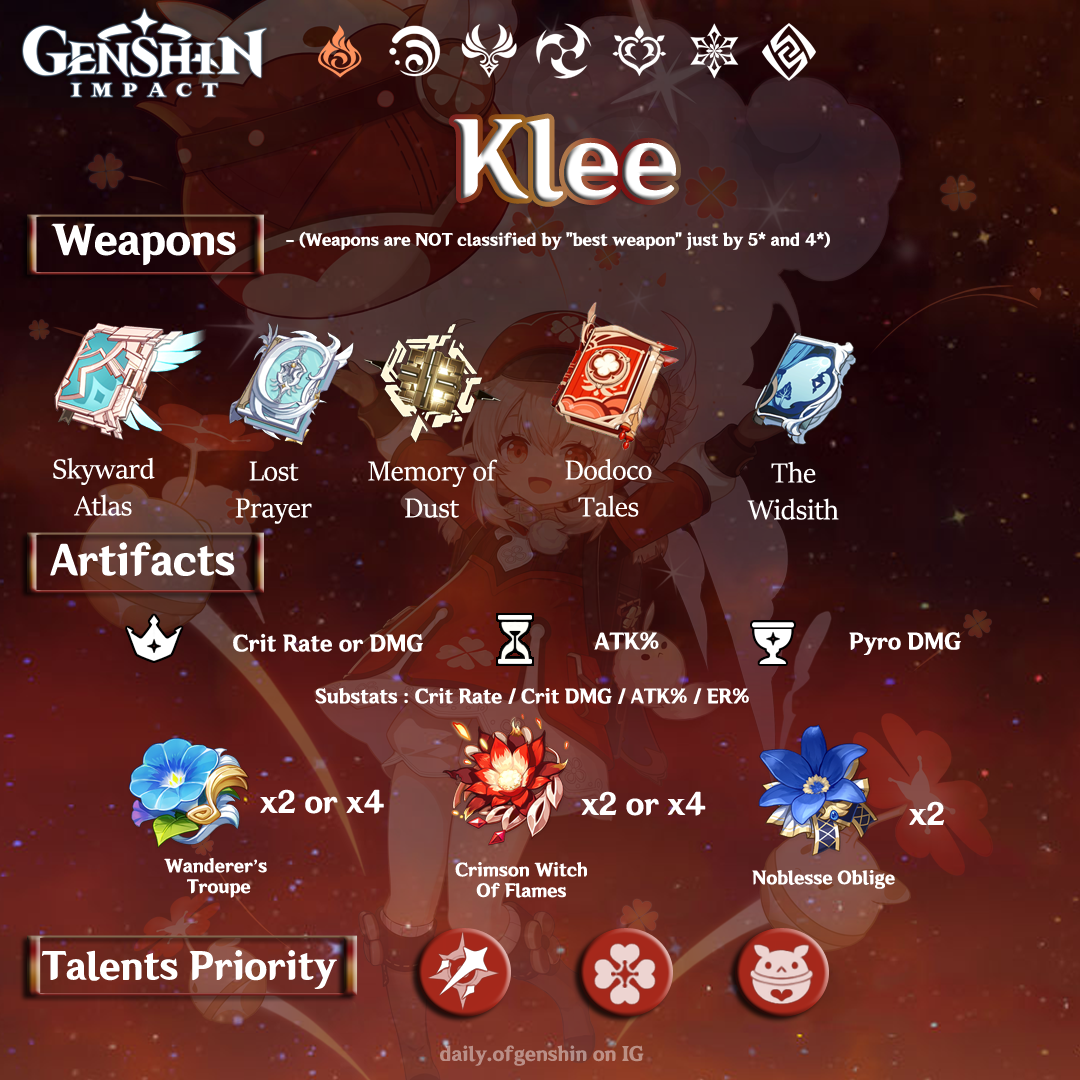 GENSHIN
IMPACT
Klee
Weapons
- (Weapons are NOT classified by "best weapon" just by 5* and 4*)
Skyward
Atlas
Lost
Prayer
Memory of
Dust
Dodoco
Tales
The
Widsith
Artifacts
Crit Rate or DMG
ATK%
Pyro DMG
Substats : Crit Rate / Crit DMG / ATK% / ER%
x2 or x4
x2 or x4
x2
Wanderer's
Troupe
Crimson Witch
Of Flames
Noblesse Oblige
Talents Priority
daily.ofgenshin on IG